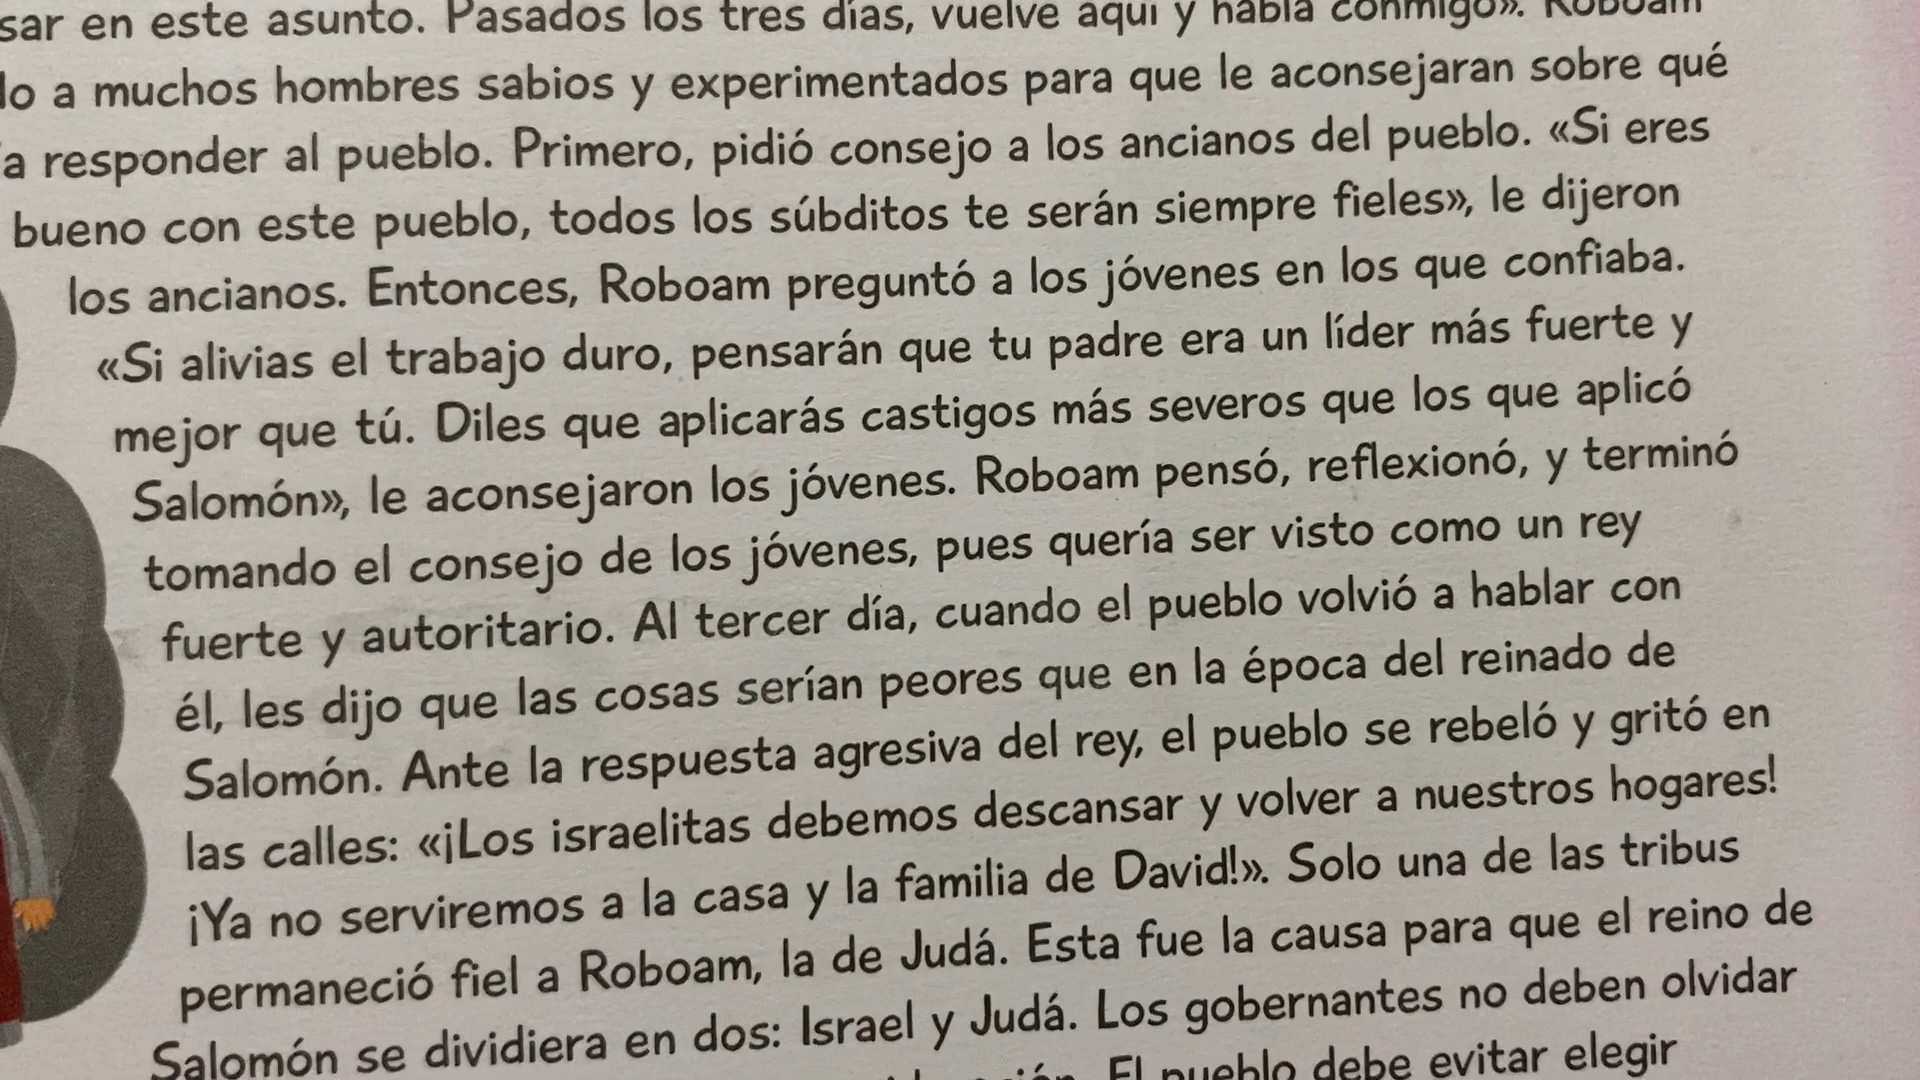 sar en este asunto. Pasados los tres días, vuelve aquí y habla conmigo». Roboam
a muchos hombres sabios y experimentados para que le aconsejaran sobre qué
a responder al pueblo. Primero, pidió consejo a los ancianos del pueblo. «Si eres
bueno con este pueblo, todos los súbditos te serán siempre fieles», le dijeron
los ancianos. Entonces, Roboam preguntó a los jóvenes en los que confiaba.
«Si alivias el trabajo duro, pensarán que tu padre era un líder más fuerte y
mejor que tú. Diles que aplicarás castigos más severos que los que aplicó
Salomón», le aconsejaron los jóvenes. Roboam pensó, reflexionó, y terminó
tomando el consejo de los jóvenes, pues quería ser visto como un rey
fuerte y autoritario. Al tercer día, cuando el pueblo volvió a hablar con
él, les dijo que las cosas serían peores que en la época del reinado de
Salomón. Ante la respuesta agresiva del rey, el pueblo se rebeló y gritó en
las calles: «¡Los israelitas debemos descansar y volver a nuestros hogares!
¡Ya no serviremos a la casa y la familia de David!». Solo una de las tribus
permaneció fiel a Roboam, la de Judá. Esta fue la causa para que el reino de
Salomón se dividiera en dos: Israel y Judá. Los gobernantes no deben olvidar
El pueblo debe evitar elegir